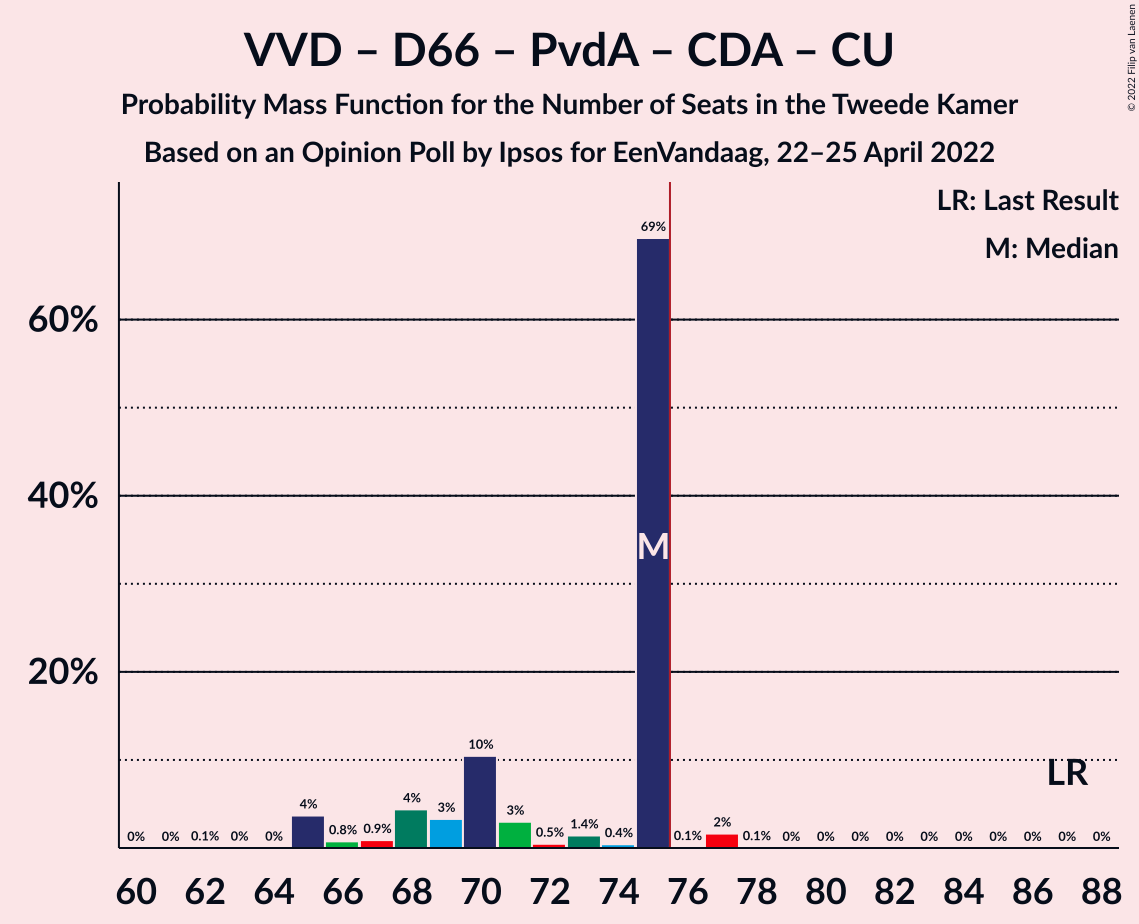 VVD – D66 – PvdA – CDA – CU
Probability Mass Function for the Number of Seats in the Tweede Kamer
Based on an Opinion Poll by Ipsos for EenVandaag, 22–25 April 2022
© 2022 Filip van Laenen
LR: Last Result
M: Median
60%
40%
20%
0% 0% 0.1% 0% 0% 4% 0.8% 0.9% 4% 3% 10% 3% 0.5% 1.4% 0.4% 69% 0.1% 2% 0.1% 0% 0% 0% 0% 0% 0% 0% 0% 0% 0%
M
LR
60 62 64 66 68 70 72 74 76 78 80 82 84 86 88